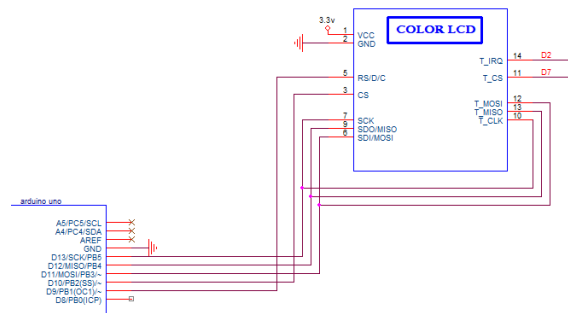 3.3v
COLOR LCD
1 VCC
2 GND
T_IRQ 14 D2
5 RS/D/C
T_CS 11 D7
3 CS
T_MOSI 12
T_MISO 13
7 SCK
T_CLK 10
9 SDO/MISO
6 SDI/MOSI
arduino uno
A5/PC5/SCL
A4/PC4/SDA
AREF
GND
D13/SCK/PB5
D12/MISO/PB4
D11/MOSI/PB3/~
D10/PB2(SS)/~
D9/PB1(OC1)/~
D8/PB0(ICP)